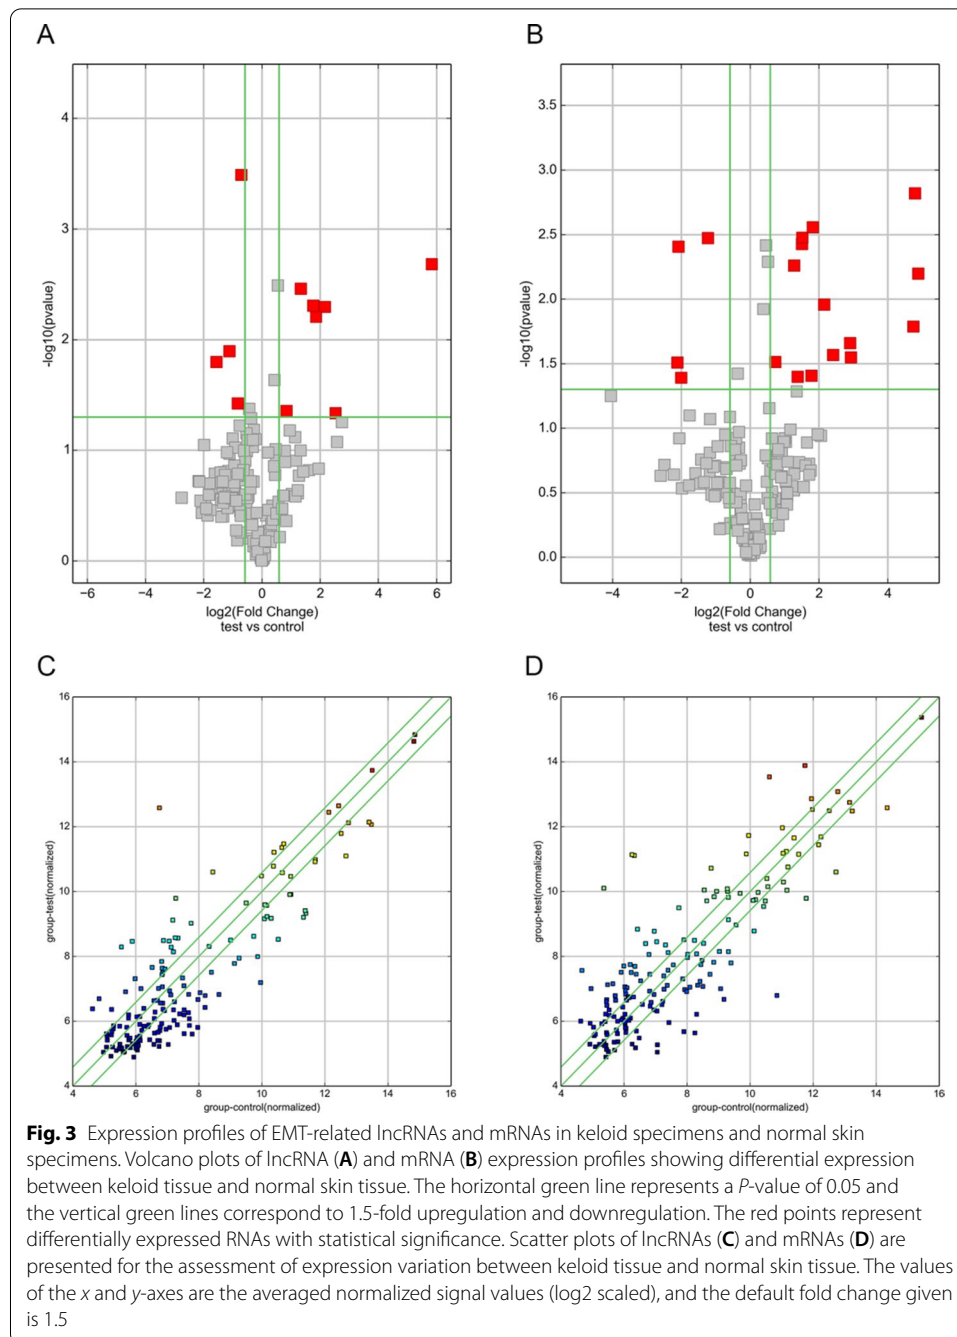 A
B
4
3
2
1
0
-log10(pvalue)
−6 −4 −2 0 2 4 6
log2(Fold Change)
test vs control
3.5
3.0
2.5
2.0
1.5
1.0
0.5
0.0
-log10(pvalue)
−4 −2 0 2 4
log2(Fold Change)
test vs control
C
D
16
14
12
10
8
6
4
group-test(normalized)
4 6 8 10 12 14 16
group-control(normalized)
16
14
12
10
8
6
4
group-test(normalized)
4 6 8 10 12 14 16
group-control(normalized)
Fig. 3 Expression profiles of EMT-related lncRNAs and mRNAs in keloid specimens and normal skin
specimens. Volcano plots of lncRNA (A) and mRNA (B) expression profiles showing differential expression
between keloid tissue and normal skin tissue. The horizontal green line represents a P-value of 0.05 and
the vertical green lines correspond to 1.5-fold upregulation and downregulation. The red points represent
differentially expressed RNAs with statistical significance. Scatter plots of lncRNAs (C) and mRNAs (D) are
presented for the assessment of expression variation between keloid tissue and normal skin tissue. The values
of the x and y-axes are the averaged normalized signal values (log2 scaled), and the default fold change given
is 1.5